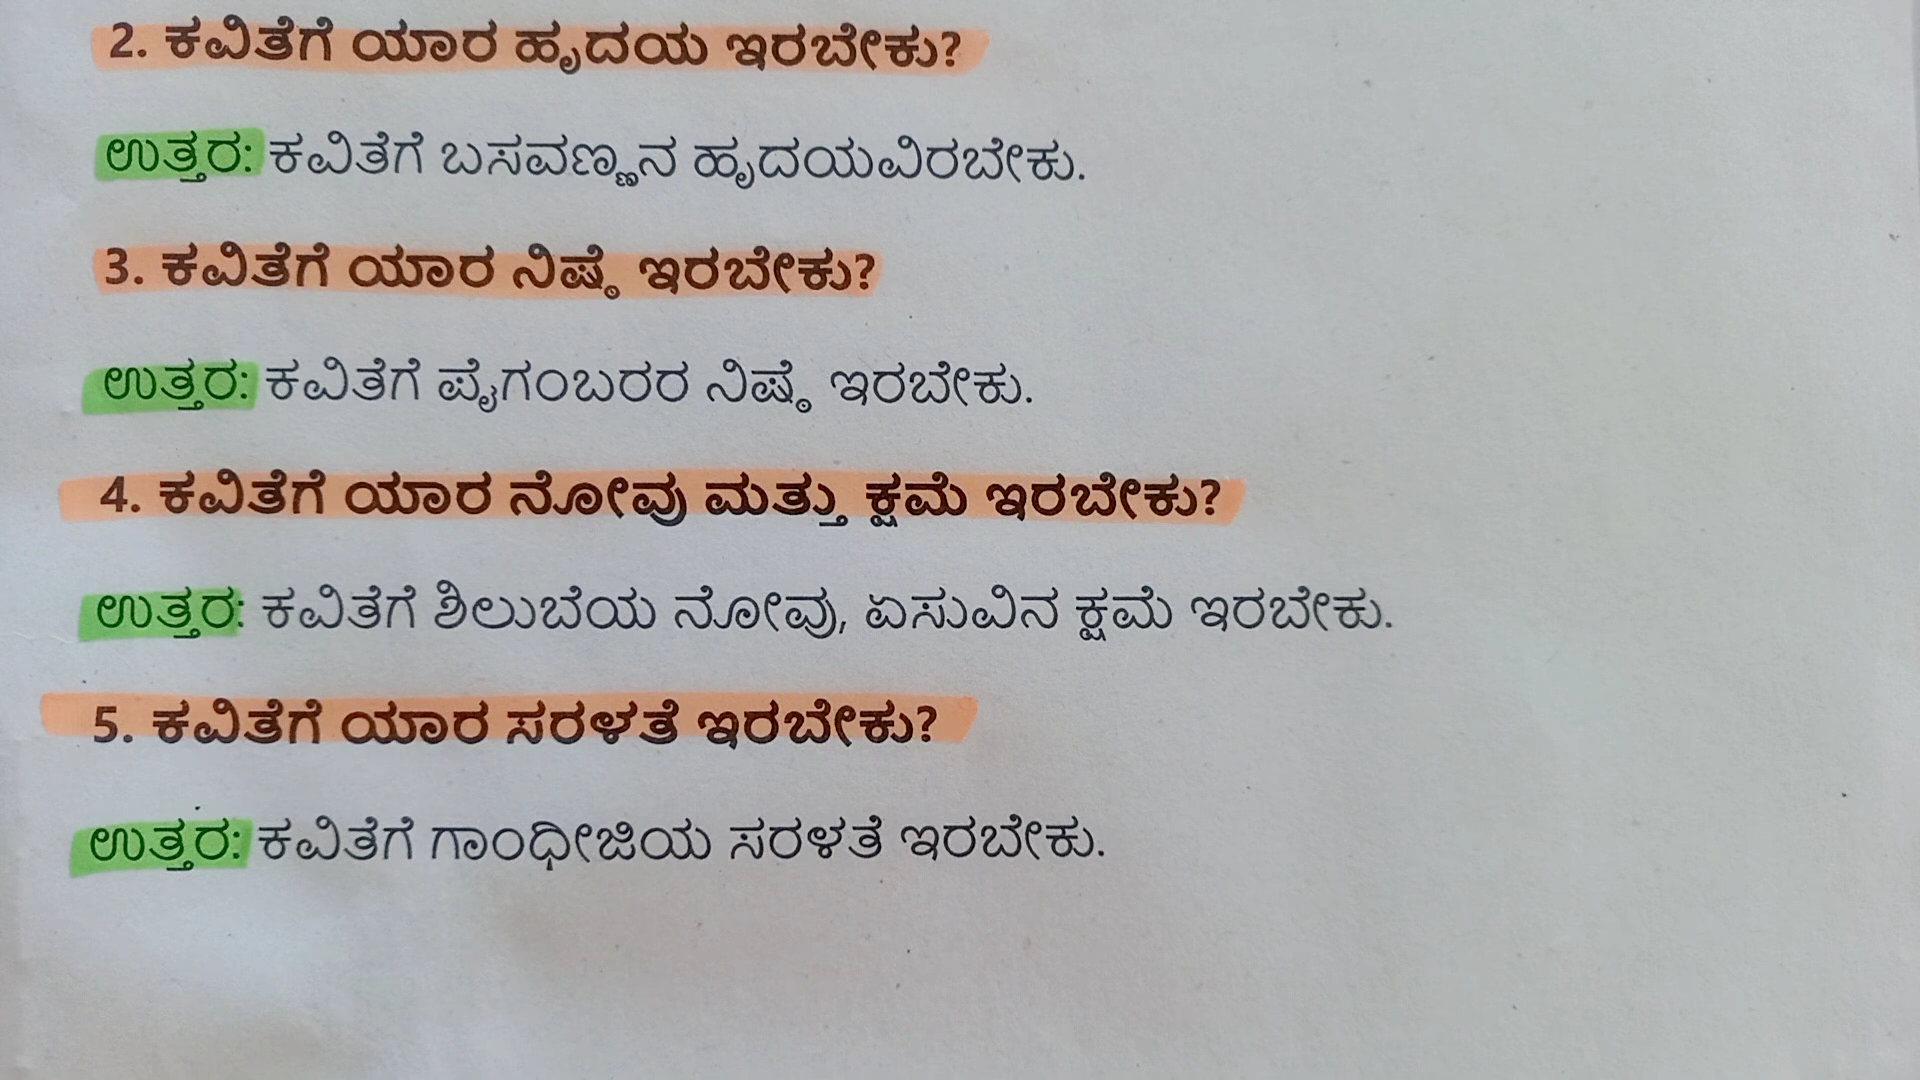 2. ಕವಿತೆಗೆ ಯಾರ ಹೃದಯ ಇರಬೇಕು?
ಉತ್ತರ: ಕವಿತೆಗೆ ಬಸವಣ್ಣನ ಹೃದಯವಿರಬೇಕು.
3. ಕವಿತೆಗೆ ಯಾರ ನಿಷ್ಠೆ ಇರಬೇಕು?
ಉತ್ತರ: ಕವಿತೆಗೆ ಪೈಗಂಬರರ ನಿಷ್ಠೆ ಇರಬೇಕು.
4. ಕವಿತೆಗೆ ಯಾರ ನೋವು ಮತ್ತು ಕ್ಷಮೆ ಇರಬೇಕು?
ಉತ್ತರ: ಕವಿತೆಗೆ ಶಿಲುಬೆಯ ನೋವು, ಏಸುವಿನ ಕ್ಷಮೆ ಇರಬೇಕು.
5. ಕವಿತೆಗೆ ಯಾರ ಸರಳತೆ ಇರಬೇಕು?
ಉತ್ತರ: ಕವಿತೆಗೆ ಗಾಂಧೀಜಿಯ ಸರಳತೆ ಇರಬೇಕು.